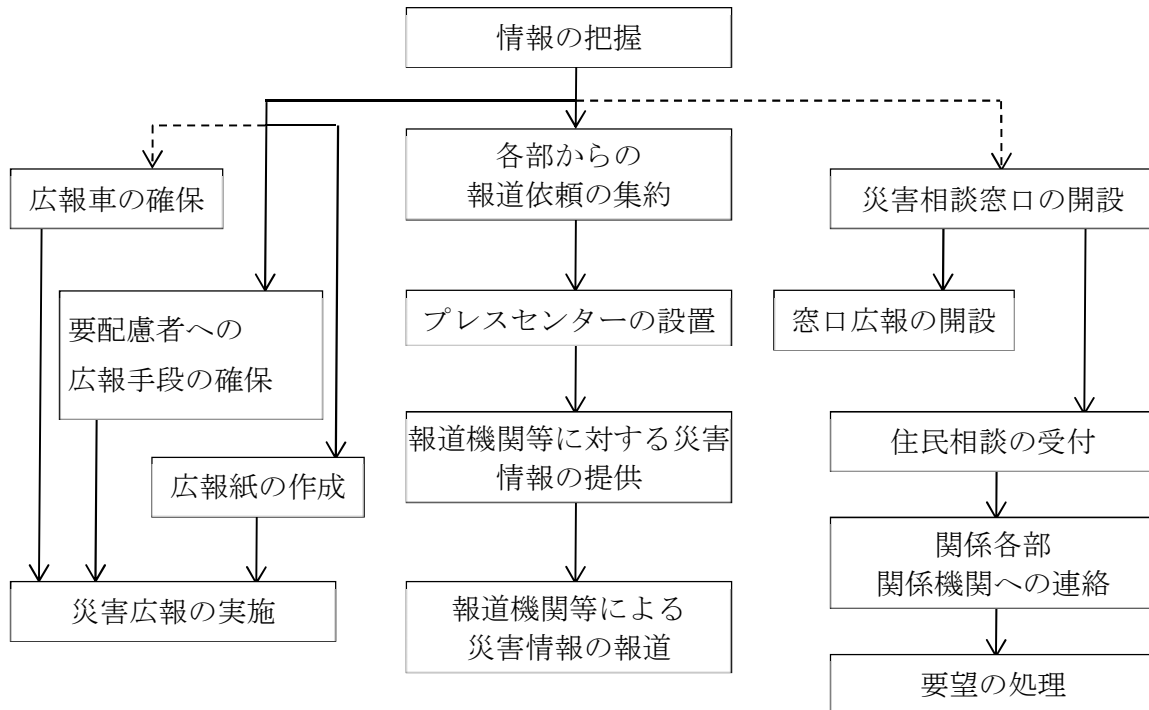 情報の把握
各部からの
報道依頼の集約
広報車の確保
災害相談窓口の開設
要配慮者への
広報手段の確保
プレスセンターの設置
窓口広報の開設
報道機関等に対する災害
情報の提供
住民相談の受付
広報紙の作成
関係各部
関係機関への連絡
災害広報の実施
報道機関等による
災害情報の報道
要望の処理